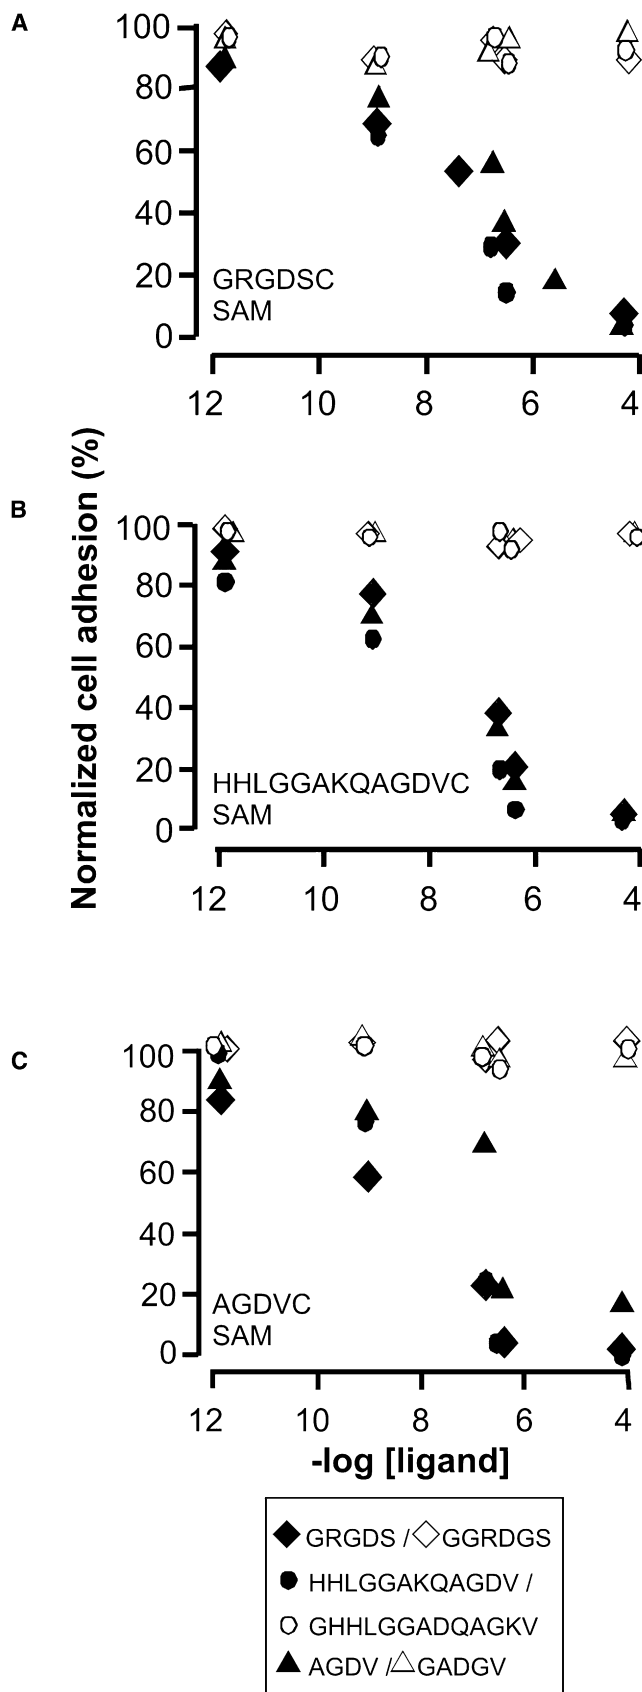 A
100
80
60
40
20
0
GRGDSC
SAM
12 10 8 6 4
Normalized cell adhesion (%)
B
100
80
60
40
20
0
HHLGGAKQAGDVC
SAM
12 10 8 6 4
C
100
80
60
40
20
0
AGDVC
SAM
12 10 8 6 4
-log [ligand]
GRGDS / GGRDGS
HHLGGAKQAGDV /
GHHLGGADQAGKV
AGDV / GADGV